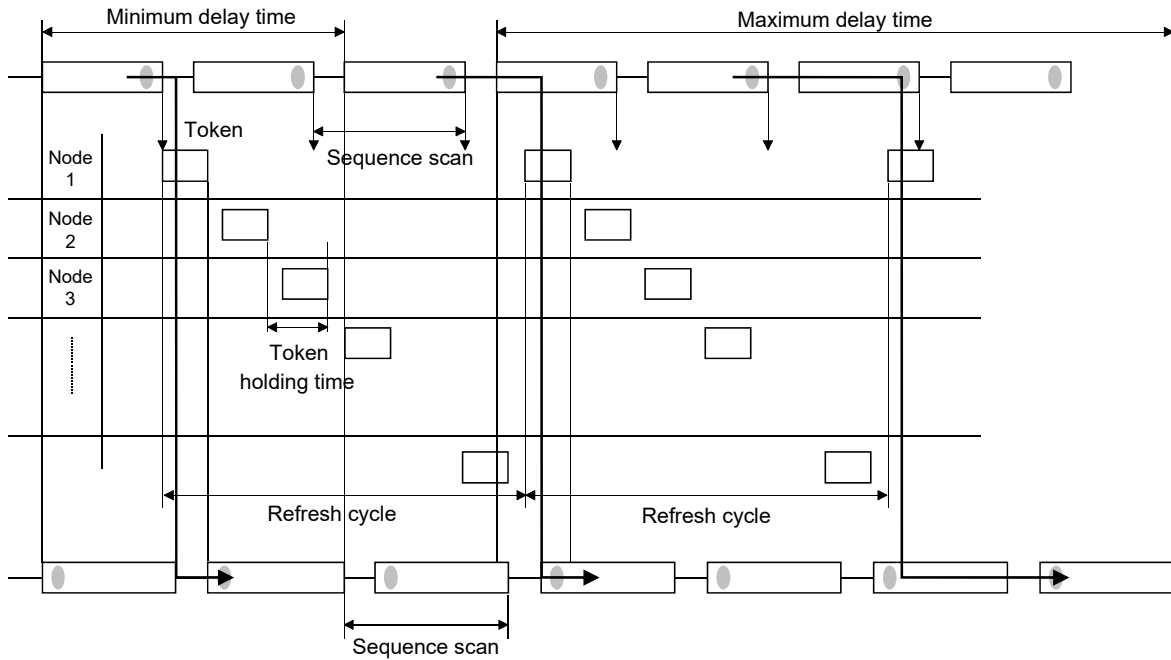 Minimum delay time
Maximum delay time
Token
Sequence scan
Node
1
Node
2
Node
3
Token
holding time
Refresh cycle
Refresh cycle
Sequence scan